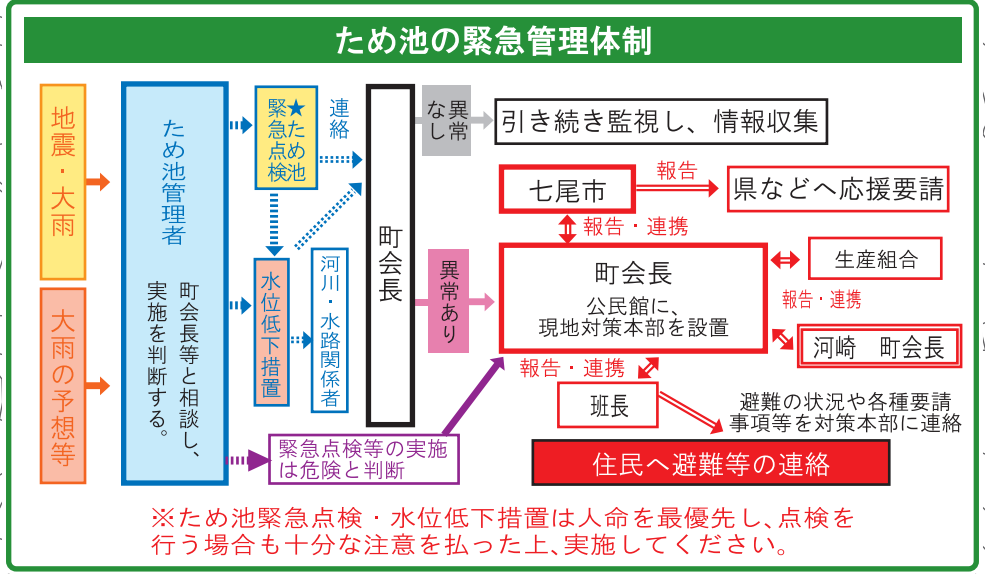 ため池の緊急管理体制
地震・大雨
大雨の予想等
ため池管理者
町会長等と相談し、
実施を判断する。
★ため池
緊急点検
連絡
水位低下措置
河川・水路関係者
緊急点検等の実施
は危険と判断
町会長
異常
なし
引き続き監視し、情報収集
異常あり
七尾市
報告
県などへ応援要請
報告・連携
町会長
公民館に、
現地対策本部を設置
生産組合
報告・連携
河崎　町会長
報告・連携
班長
避難の状況や各種要請
事項等を対策本部に連絡
住民へ避難等の連絡
※ため池緊急点検・水位低下措置は人命を最優先し、点検を
行う場合も十分な注意を払った上、実施してください。